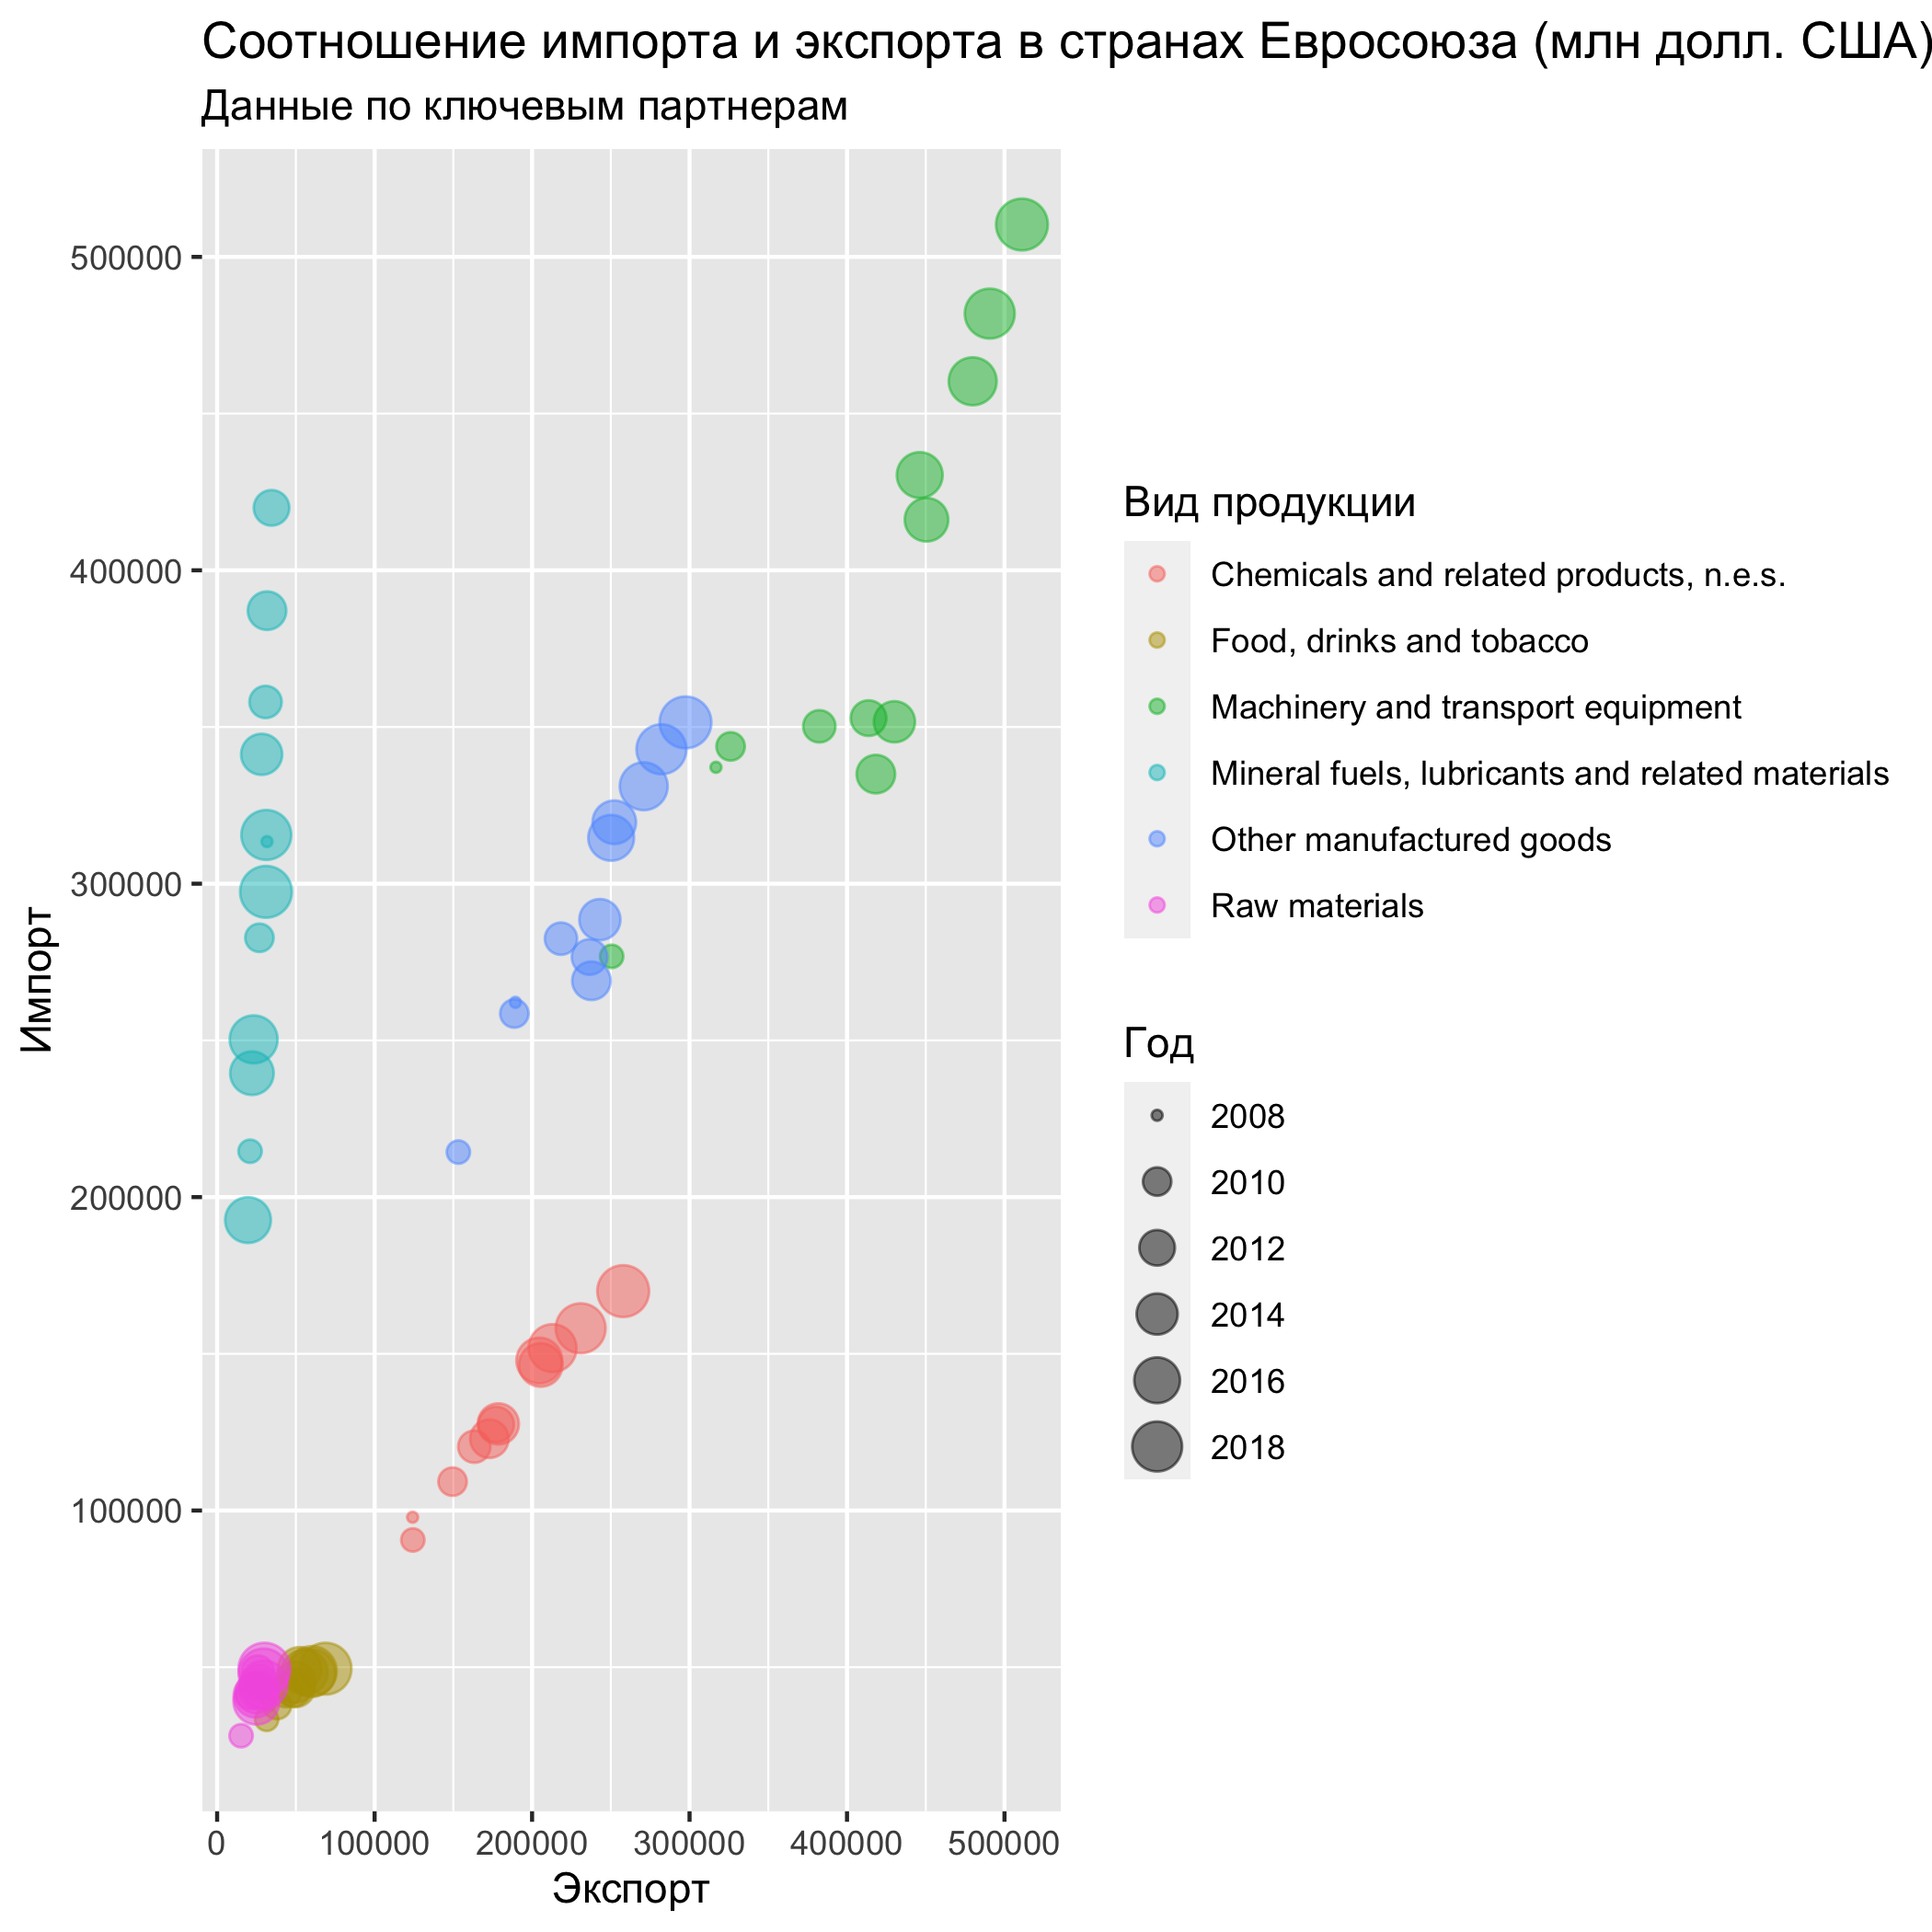 Соотношение импорта и экспорта в странах Евросоюза (млн долл. США)
Данные по ключевым партнерам
500000
400000
300000
200000
100000
Импорт
0 100000 200000 300000 400000 500000
Экспорт
Вид продукции
Chemicals and related products, n.e.s.
Food, drinks and tobacco
Machinery and transport equipment
Mineral fuels, lubricants and related materials
Other manufactured goods
Raw materials
Год
2008
2010
2012
2014
2016
2018